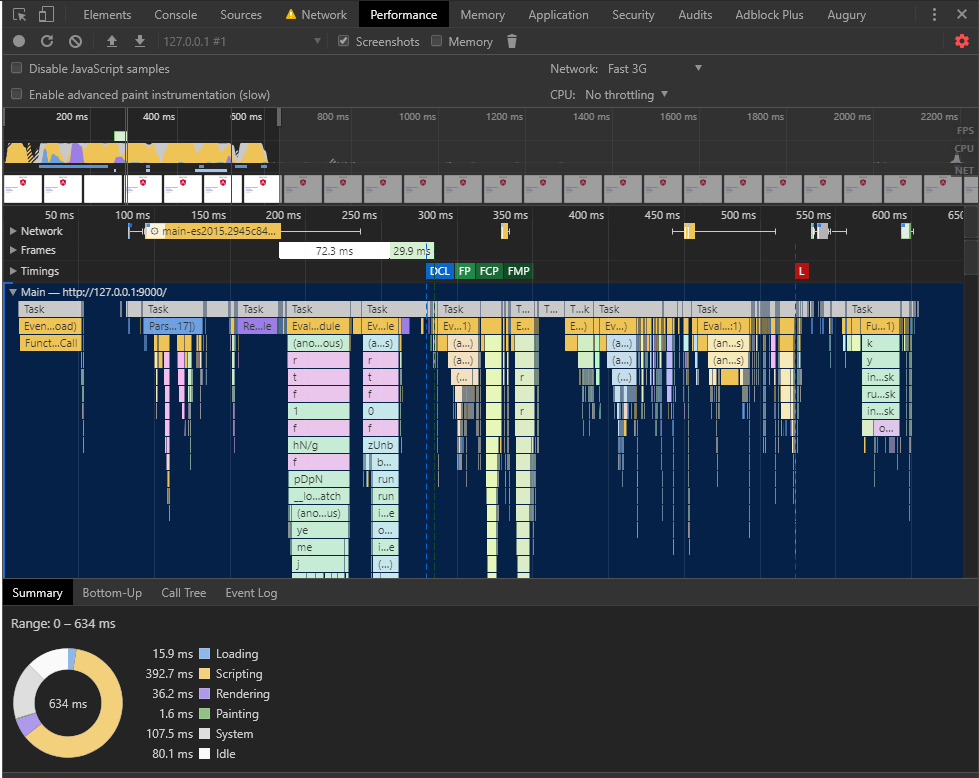 Elements Console Sources Network Performance Memory Application Security Audits Adblock Plus Augury
127.0.0.1 #1 Screenshots Memory
Disable JavaScript samples Network: Fast 3G
Enable advanced paint instrumentation (slow) CPU: No throttling
200 ms 400 ms 600 ms 800 ms 1000 ms 1200 ms 1400 ms 1600 ms 1800 ms 2000 ms 2200 ms
FPS
CPU
NET
50 ms 100 ms 150 ms 200 ms 250 ms 300 ms 350 ms 400 ms 450 ms 500 ms 550 ms 600 ms
Network main-es2015.2945c84...
Frames 72.3 ms 29.9 ms
Timings DCL FP FCP FMP L
Main — http://127.0.0.1:9000/
Task Task Task Task Task Task T... T... T...k Task Task Task
Even...oad) Pars...17]) Re...le Eval...dule Ev...le Ev...1) E... E...) Ev...) Eval...:1) Fu...1)
Funct...Call (ano...ous) (a...s) (a...) (a...) (an...s) k
r r (a...) (a...) (an...s) y
t t (... r (...) in...sk
f f ru...sk
1 0 r in...sk
f f o...
hN/g zUnb
f b...
pDpN run
__lo...atch run
(ano...us) i...e
ye o...
me i...e
j (...)
Summary Bottom-Up Call Tree Event Log
Range: 0 – 634 ms
15.9 ms Loading
392.7 ms Scripting
36.2 ms Rendering
634 ms
1.6 ms Painting
107.5 ms System
80.1 ms Idle